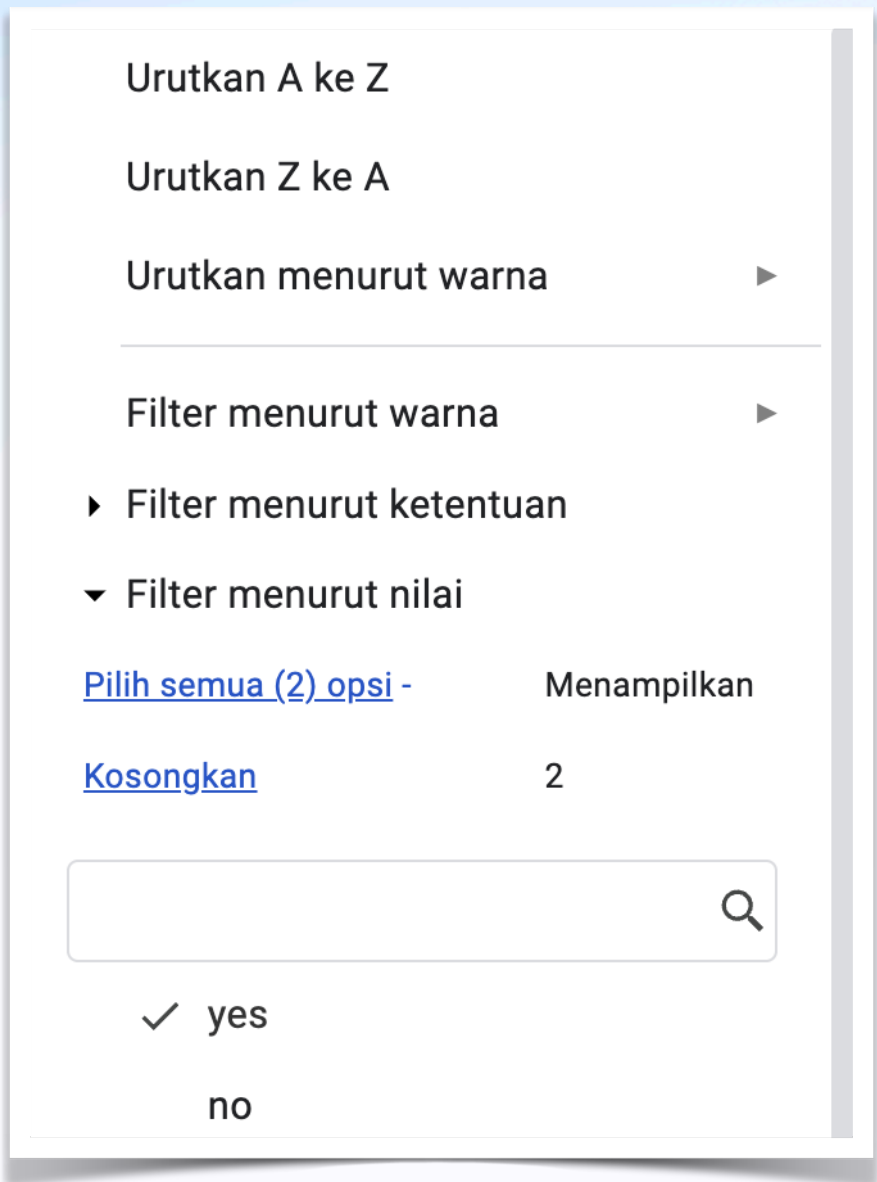 Urutkan A ke Z
Urutkan Z ke A
Urutkan menurut warna
Filter menurut warna
Filter menurut ketentuan
Filter menurut nilai
Pilih semua (2) opsi - Menampilkan
Kosongkan 2
yes
no